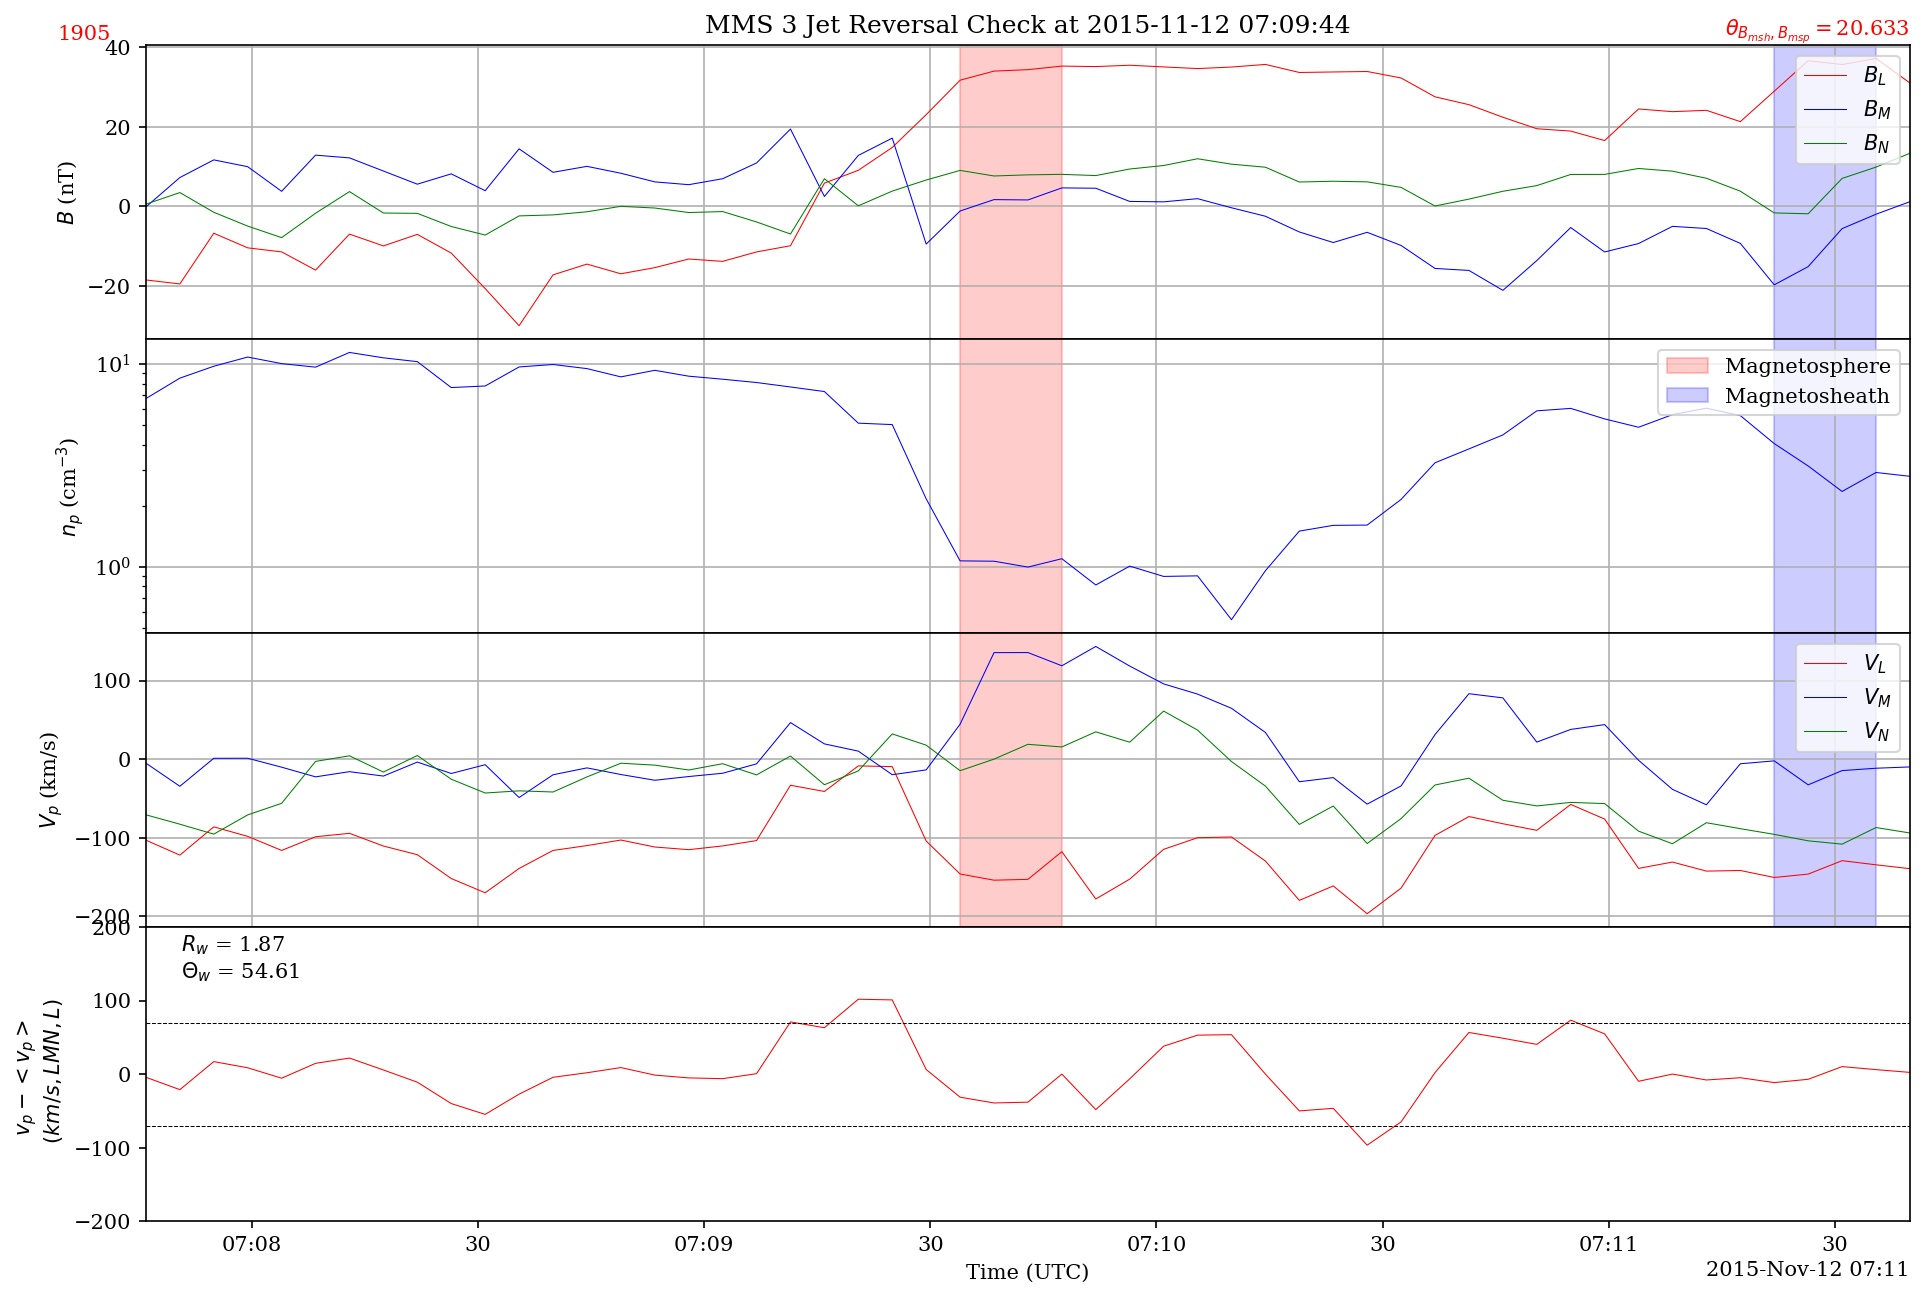 MMS 3 Jet Reversal Check at 2015-11-12 07:09:44
1905
θ_{B_{msh}, B_{msp}} = 20.633
40
20
0
−20
B (nT)
B_L
B_M
B_N
10^1
10^0
n_p (cm^{−3})
Magnetosphere
Magnetosheath
100
0
−100
−200
V_p (km/s)
V_L
V_M
V_N
200
100
0
−100
−200
v_p − < v_p >
(km/s, LMN, L)
R_w = 1.87
Θ_w = 54.61
07:08
30
07:09
30
07:10
30
07:11
30
Time (UTC)
2015-Nov-12 07:11